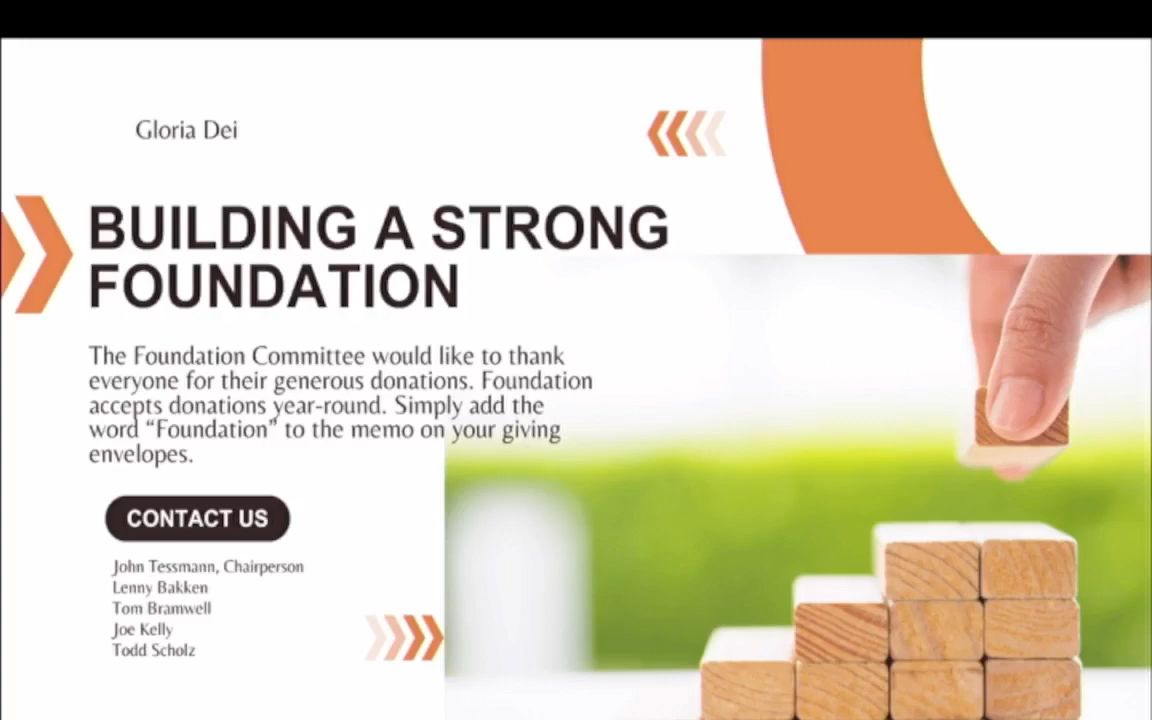 Gloria Dei
BUILDING A STRONG
FOUNDATION
The Foundation Committee would like to thank
everyone for their generous donations. Foundation
accepts donations year-round. Simply add the
word “Foundation” to the memo on your giving
envelopes.
CONTACT US
John Tessmann, Chairperson
Lenny Bakken
Tom Bramwell
Joe Kelly
Todd Scholz